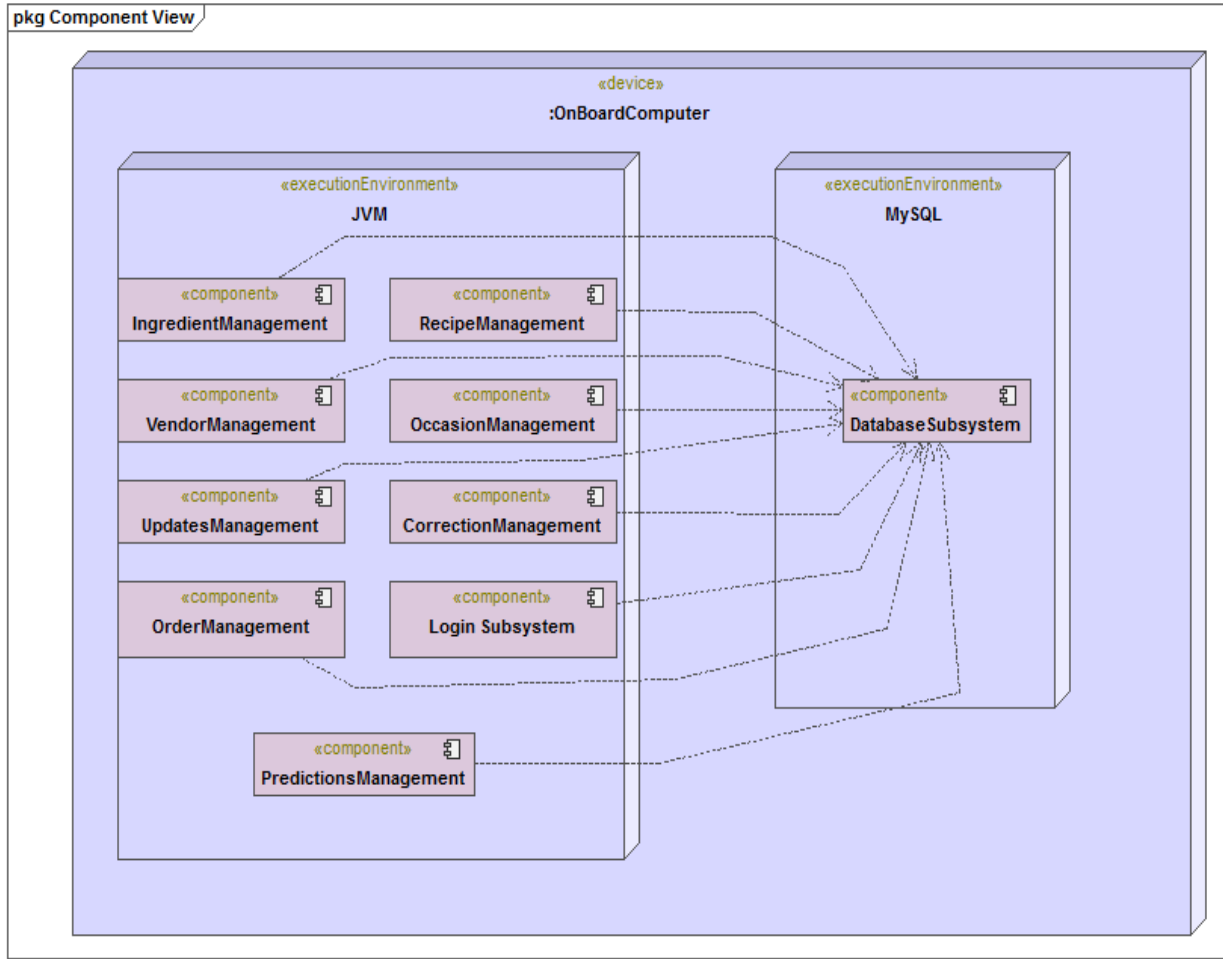 pkg Component View
«device»
:OnBoardComputer
«executionEnvironment»
JVM
«executionEnvironment»
MySQL
«component»
IngredientManagement
«component»
RecipeManagement
«component»
VendorManagement
«component»
OccasionManagement
«component»
DatabaseSubsystem
«component»
UpdatesManagement
«component»
CorrectionManagement
«component»
OrderManagement
«component»
Login Subsystem
«component»
PredictionsManagement